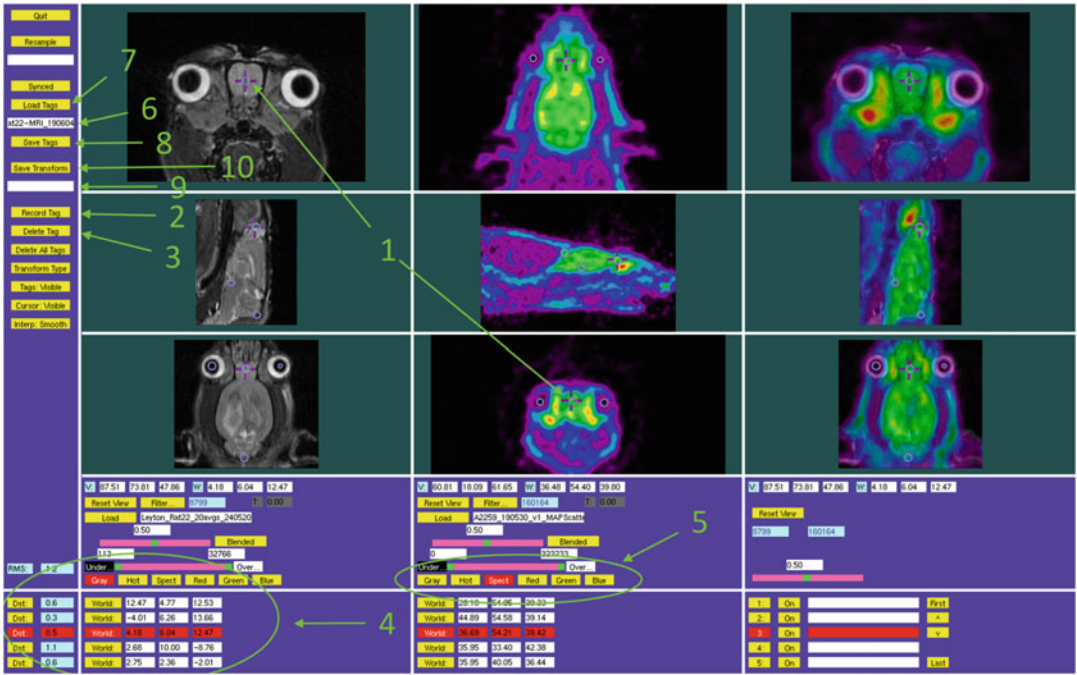 Quit
Resample
Synced
7
Load Tags
6
at22-MRI_190604
8
Save Tags
10
Save Transform
9
Record Tag
2
Delete Tag
3
Delete All Tags
Transform Type
Tags: Visible
Cursor: Visible
Interp: Smooth
1
V: 87.51 73.81 47.86 W: 4.18 6.04 12.47
Reset View Filter... 8799 T: 0.00
Load Leyton_Rat22_20avgs_240520
0.50
Blended
113 32766
Under... Over...
Gray Hot Spect Red Green Blue
V: 60.81 18.09 61.65 W: 36.48 54.40 39.80
Reset View Filter... 160164 T: 0.00
Load A2259_190530_v1_MAPScatte
0.50
Blended
0 323233
Under... Over...
Gray Hot Spect Red Green Blue
5
V: 87.51 73.81 47.86 W: 4.18 6.04 12.47
Reset View
8799 160164
0.50
RMS: 1.2
4
Dst: 0.6 World: 12.47 4.77 12.53
Dst: 0.3 World: -4.01 6.26 13.66
Dst: 0.5 World: 4.18 6.04 12.47
Dst: 1.1 World: 2.68 10.00 -8.76
Dst: 0.6 World: 2.75 2.36 -2.01
World: 28.10 54.05 39.33
World: 44.89 54.58 39.14
World: 36.69 54.21 39.42
World: 35.95 33.40 42.38
World: 35.95 40.05 36.44
1: On First
2: On ^
3: On v
4: On
5: On Last